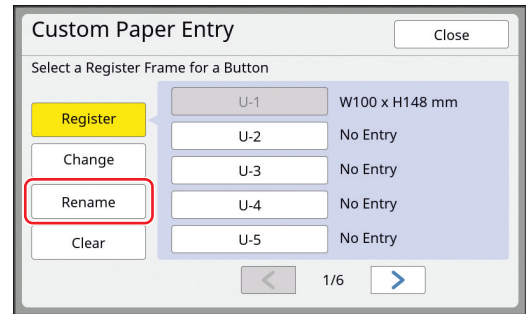 Custom Paper Entry
Close
Select a Register Frame for a Button
Register
Change
Rename
Clear
U-1 W100 x H148 mm
U-2 No Entry
U-3 No Entry
U-4 No Entry
U-5 No Entry
1/6